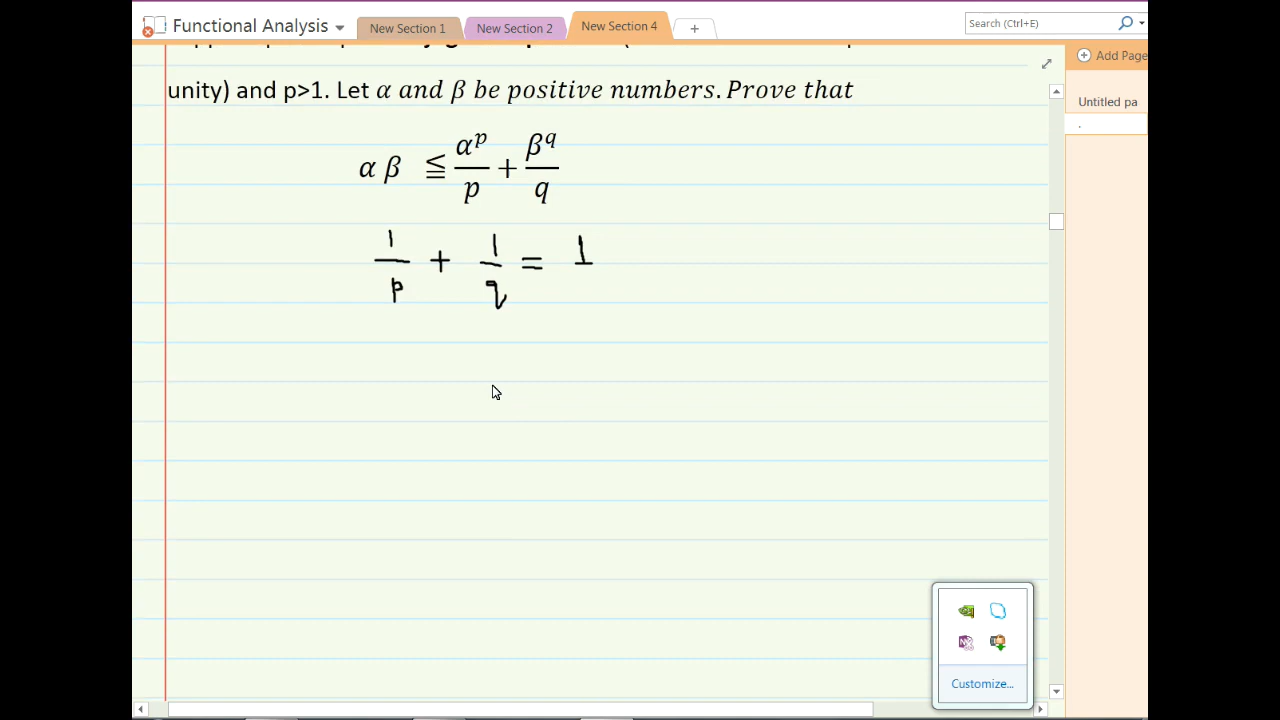 Functional Analysis
New Section 1
New Section 2
New Section 4
Search (Ctrl+E)
Add Page
unity) and p>1. Let α and β be positive numbers. Prove that
Untitled pa
.
α β ≦ α^p/p + β^q/q
1/p + 1/q = 1
Customize...